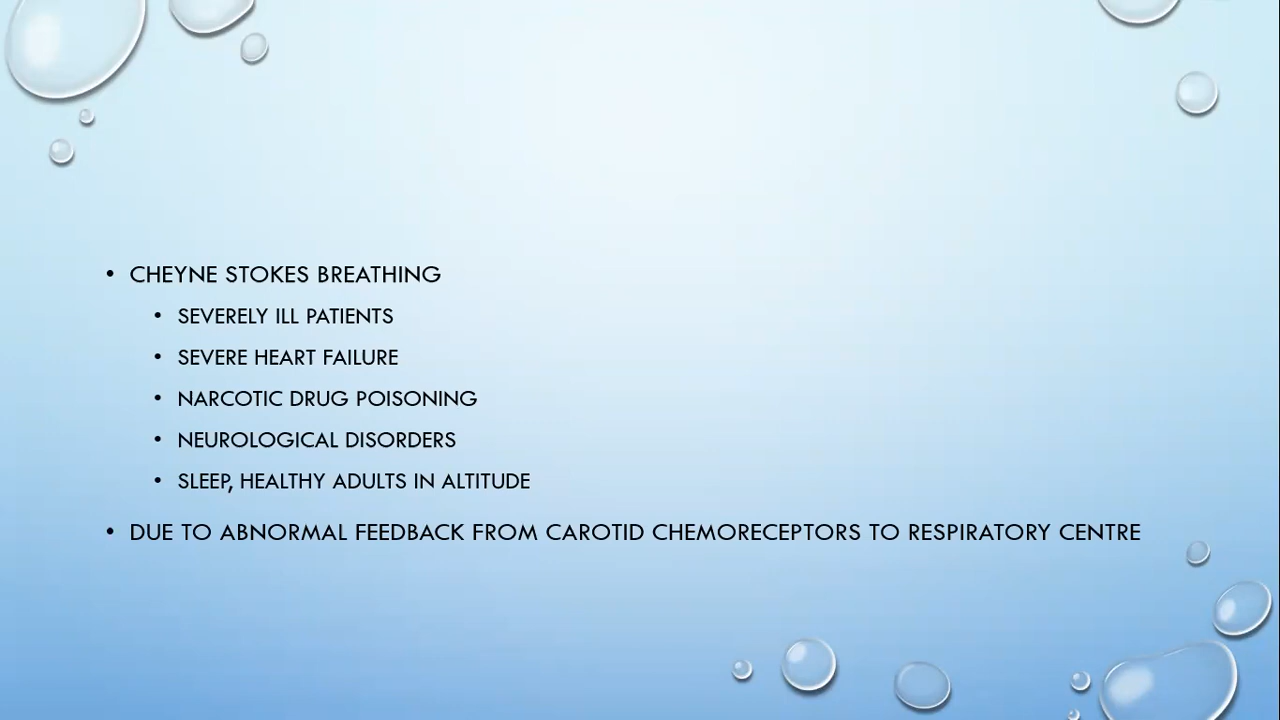 • CHEYNE STOKES BREATHING
• SEVERELY ILL PATIENTS
• SEVERE HEART FAILURE
• NARCOTIC DRUG POISONING
• NEUROLOGICAL DISORDERS
• SLEEP, HEALTHY ADULTS IN ALTITUDE
• DUE TO ABNORMAL FEEDBACK FROM CAROTID CHEMORECEPTORS TO RESPIRATORY CENTRE